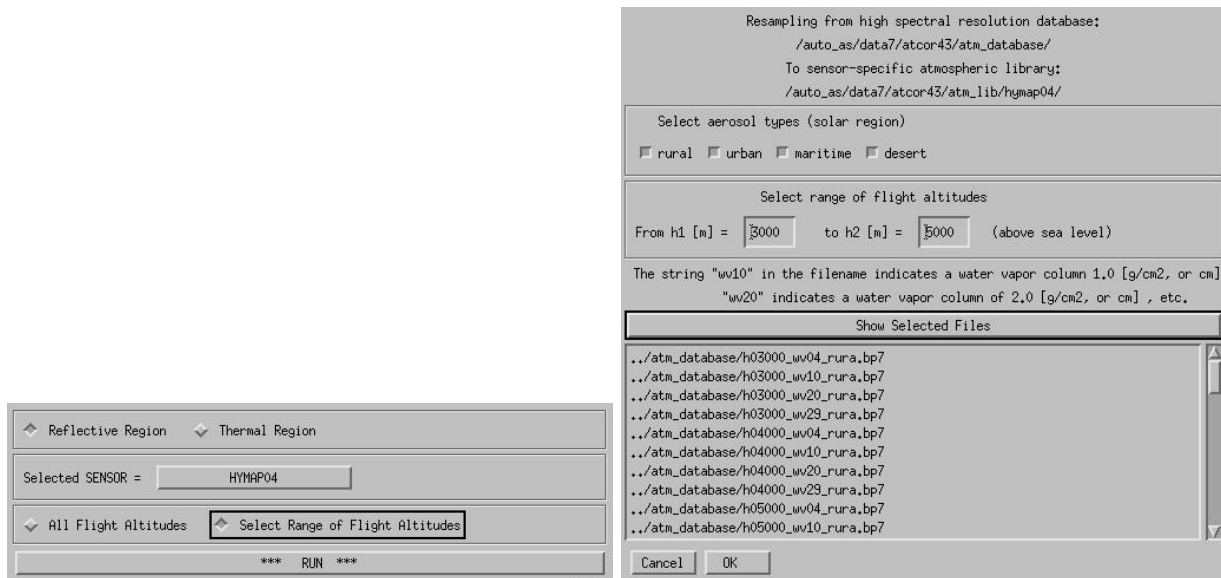 Reflective Region Thermal Region
Selected SENSOR = HYMAP04
All Flight Altitudes Select Range of Flight Altitudes
*** RUN ***
Resampling from high spectral resolution database:
/auto_as/data7/atcor43/atm_database/
To sensor-specific atmospheric library:
/auto_as/data7/atcor43/atm_lib/hymap04/
Select aerosol types (solar region)
rural urban maritime desert
Select range of flight altitudes
From h1 [m] = 3000 to h2 [m] = 5000 (above sea level)
The string "wv10" in the filename indicates a water vapor column 1.0 [g/cm2, or cm]
"wv20" indicates a water vapor column of 2.0 [g/cm2, or cm] , etc.
Show Selected Files
../atm_database/h03000_wv04_rura.bp7
../atm_database/h03000_wv10_rura.bp7
../atm_database/h03000_wv20_rura.bp7
../atm_database/h03000_wv29_rura.bp7
../atm_database/h04000_wv04_rura.bp7
../atm_database/h04000_wv10_rura.bp7
../atm_database/h04000_wv20_rura.bp7
../atm_database/h04000_wv29_rura.bp7
../atm_database/h05000_wv04_rura.bp7
../atm_database/h05000_wv10_rura.bp7
Cancel OK